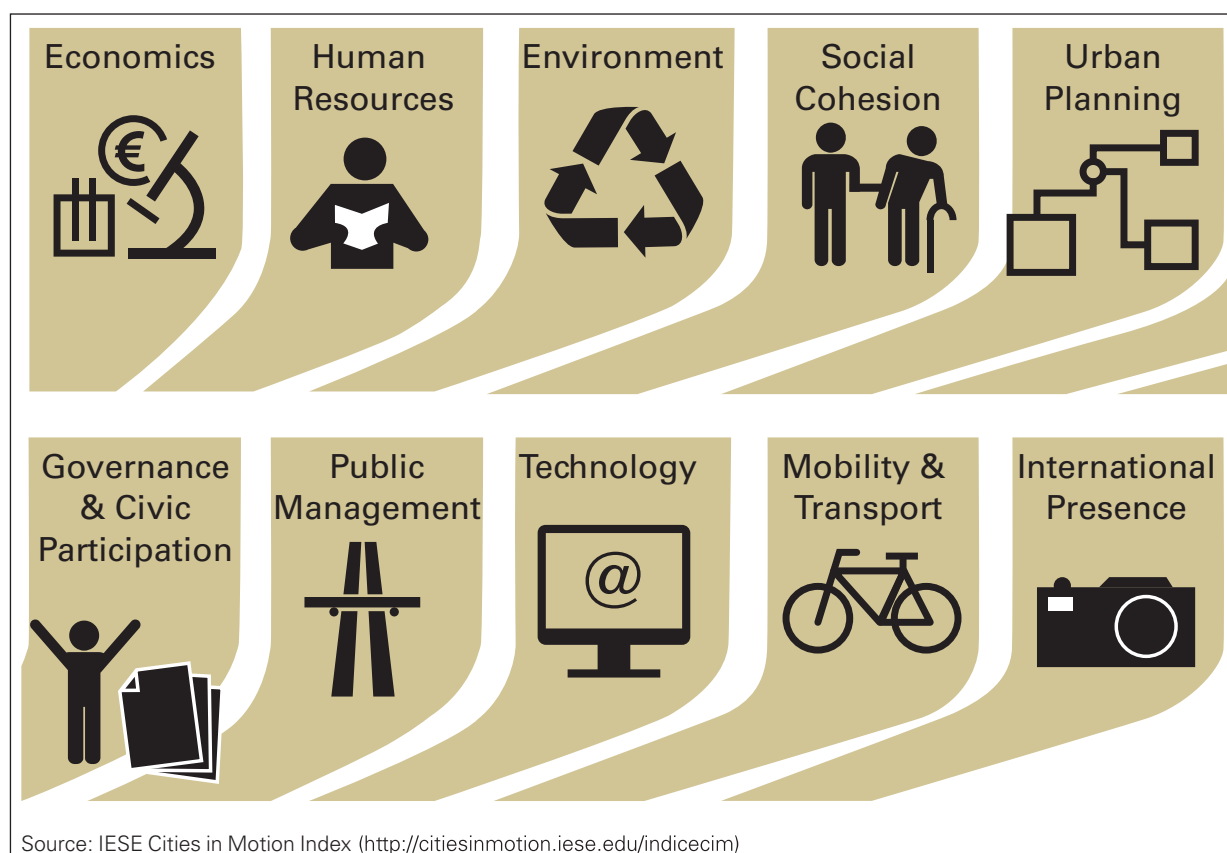 Economics
Human
Resources
Environment
Social
Cohesion
Urban
Planning
€
Governance
& Civic
Participation
Public
Management
Technology
Mobility &
Transport
International
Presence
@
Source: IESE Cities in Motion Index (http://citiesinmotion.iese.edu/indicecim)